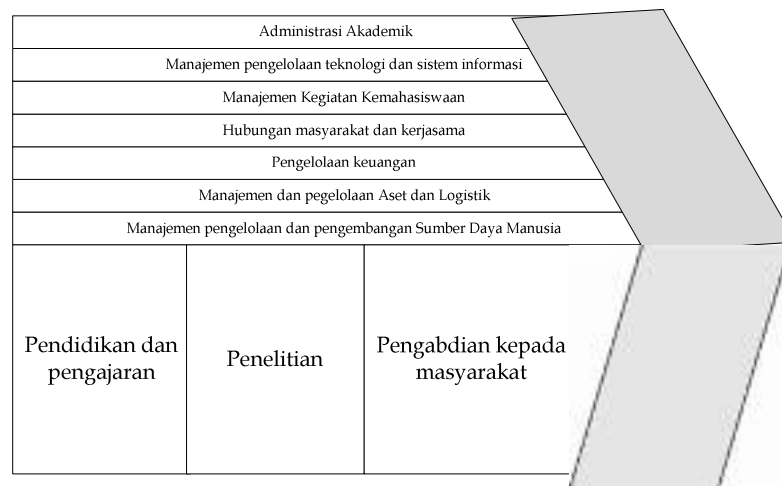 Administrasi Akademik
Manajemen pengelolaan teknologi dan sistem informasi
Manajemen Kegiatan Kemahasiswaan
Hubungan masyarakat dan kerjasama
Pengelolaan keuangan
Manajemen dan pegelolaan Aset dan Logistik
Manajemen pengelolaan dan pengembangan Sumber Daya Manusia
Pendidikan dan
pengajaran
Penelitian
Pengabdian kepada
masyarakat